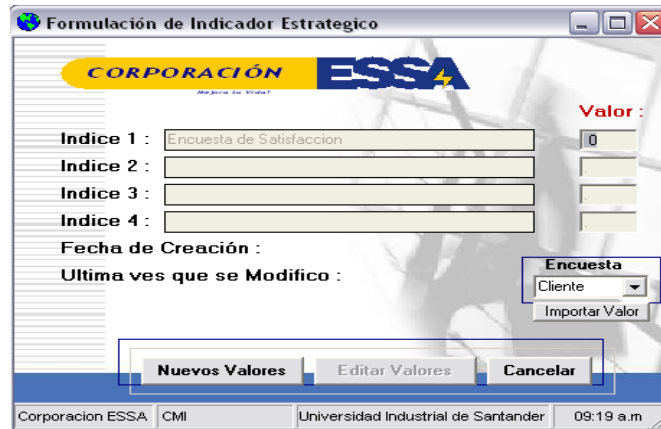 Formulación de Indicador Estrategico
CORPORACIÓN ESSA
Mejora tu Vida!
Valor :
Indice 1 : Encuesta de Satisfaccion 0
Indice 2 : .
Indice 3 : .
Indice 4 : .
Fecha de Creación :
Ultima ves que se Modifico :
Encuesta
Cliente
Importar Valor
Nuevos Valores Editar Valores Cancelar
Corporacion ESSA CMI Universidad Industrial de Santander 09:19 a.m